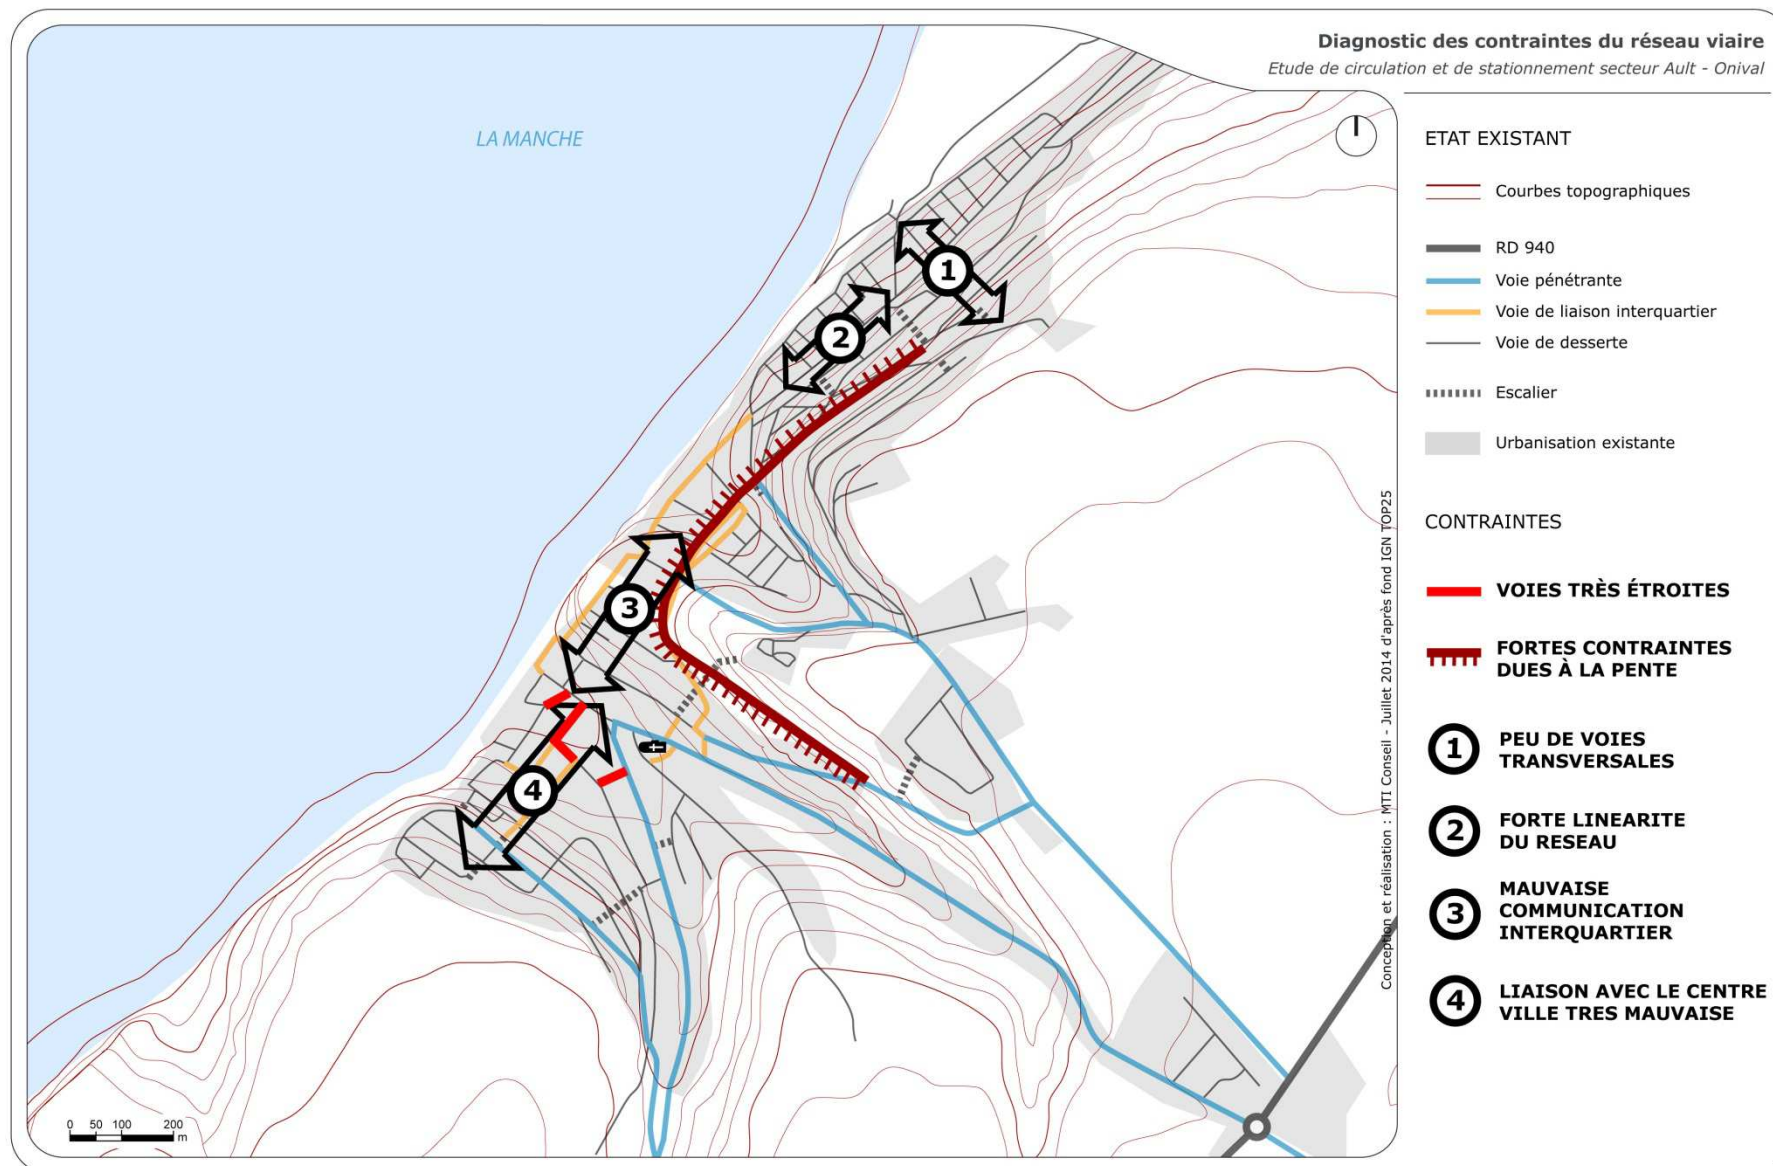 Diagnostic des contraintes du réseau viaire
Etude de circulation et de stationnement secteur Ault - Onival
LA MANCHE
1
2
3
4
0 50 100 200
m
Conception et réalisation : MTI Conseil - Juillet 2014 d'après fond IGN TOP25
ETAT EXISTANT
Courbes topographiques
RD 940
Voie pénétrante
Voie de liaison interquartier
Voie de desserte
Escalier
Urbanisation existante
CONTRAINTES
VOIES TRÈS ÉTROITES
FORTES CONTRAINTES
DUES À LA PENTE
1 PEU DE VOIES
TRANSVERSALES
2 FORTE LINEARITE
DU RESEAU
3 MAUVAISE
COMMUNICATION
INTERQUARTIER
4 LIAISON AVEC LE CENTRE
VILLE TRES MAUVAISE